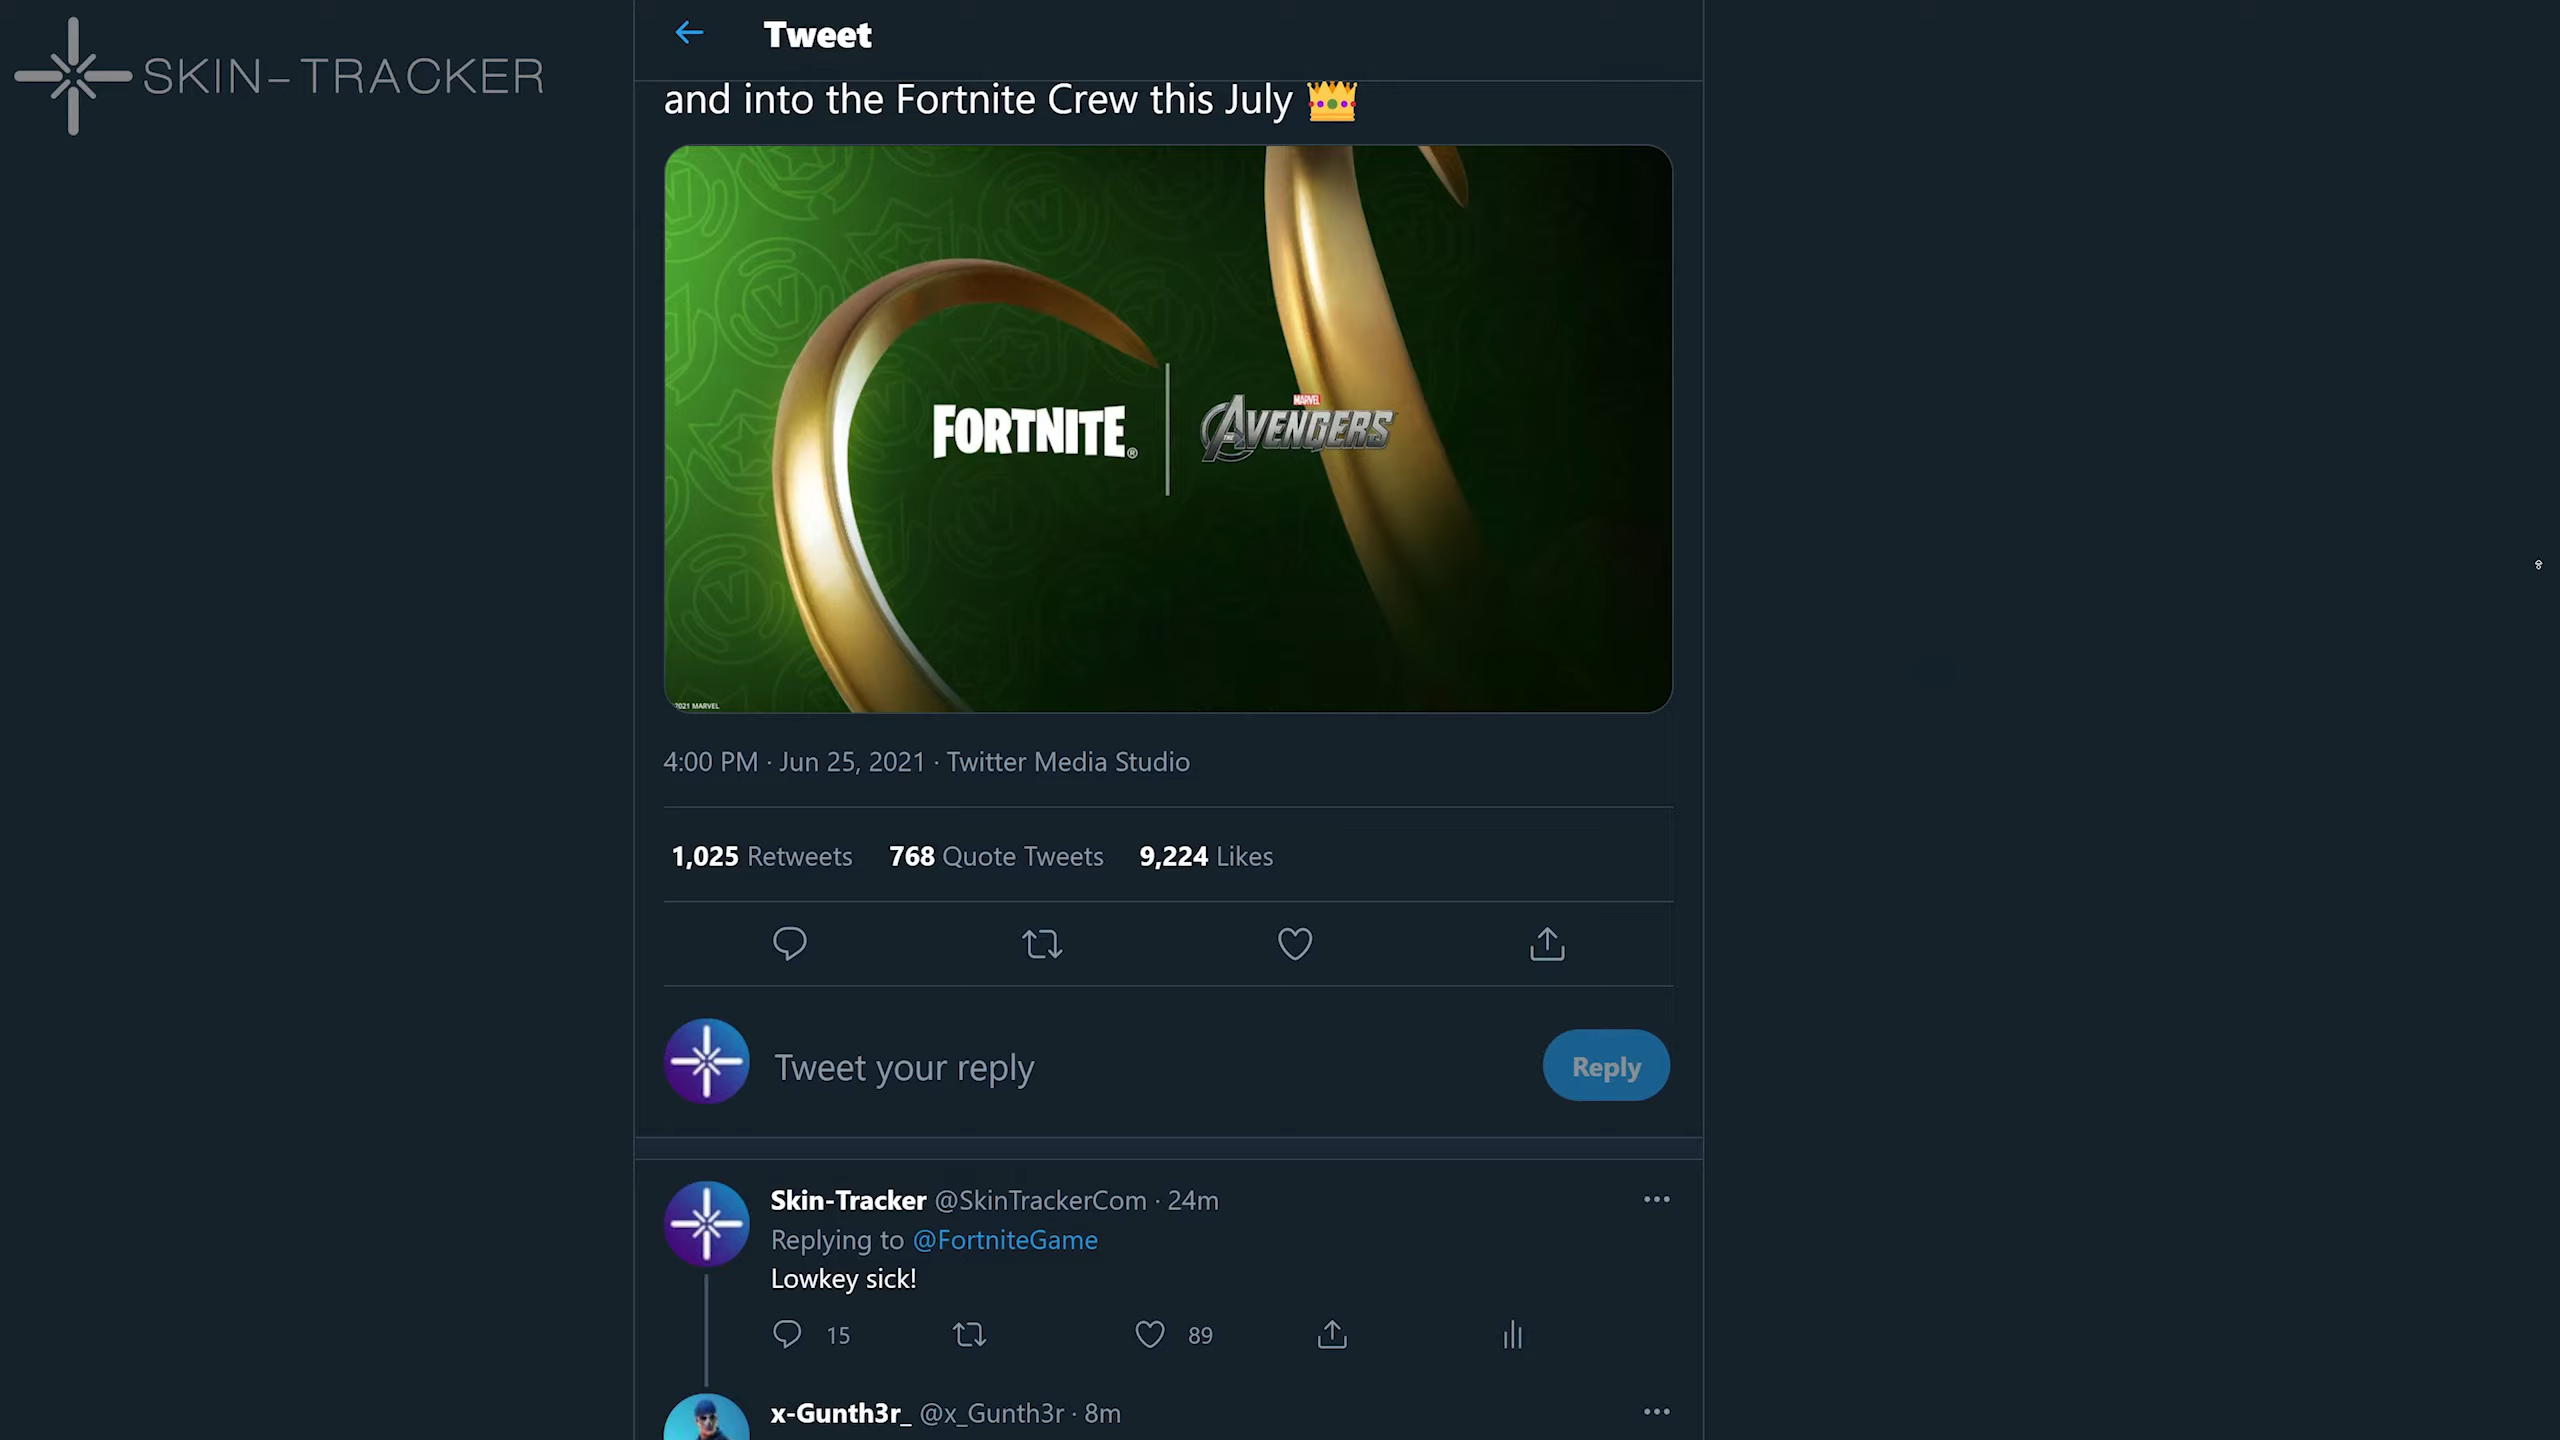 SKIN-TRACKER
Tweet
and into the Fortnite Crew this July
FORTNITE®
MARVEL
THE AVENGERS
2021 MARVEL
4:00 PM · Jun 25, 2021 · Twitter Media Studio
1,025 Retweets 768 Quote Tweets 9,224 Likes
Tweet your reply
Reply
Skin-Tracker @SkinTrackerCom · 24m
Replying to @FortniteGame
Lowkey sick!
15 89
x-Gunth3r_ @x_Gunth3r · 8m